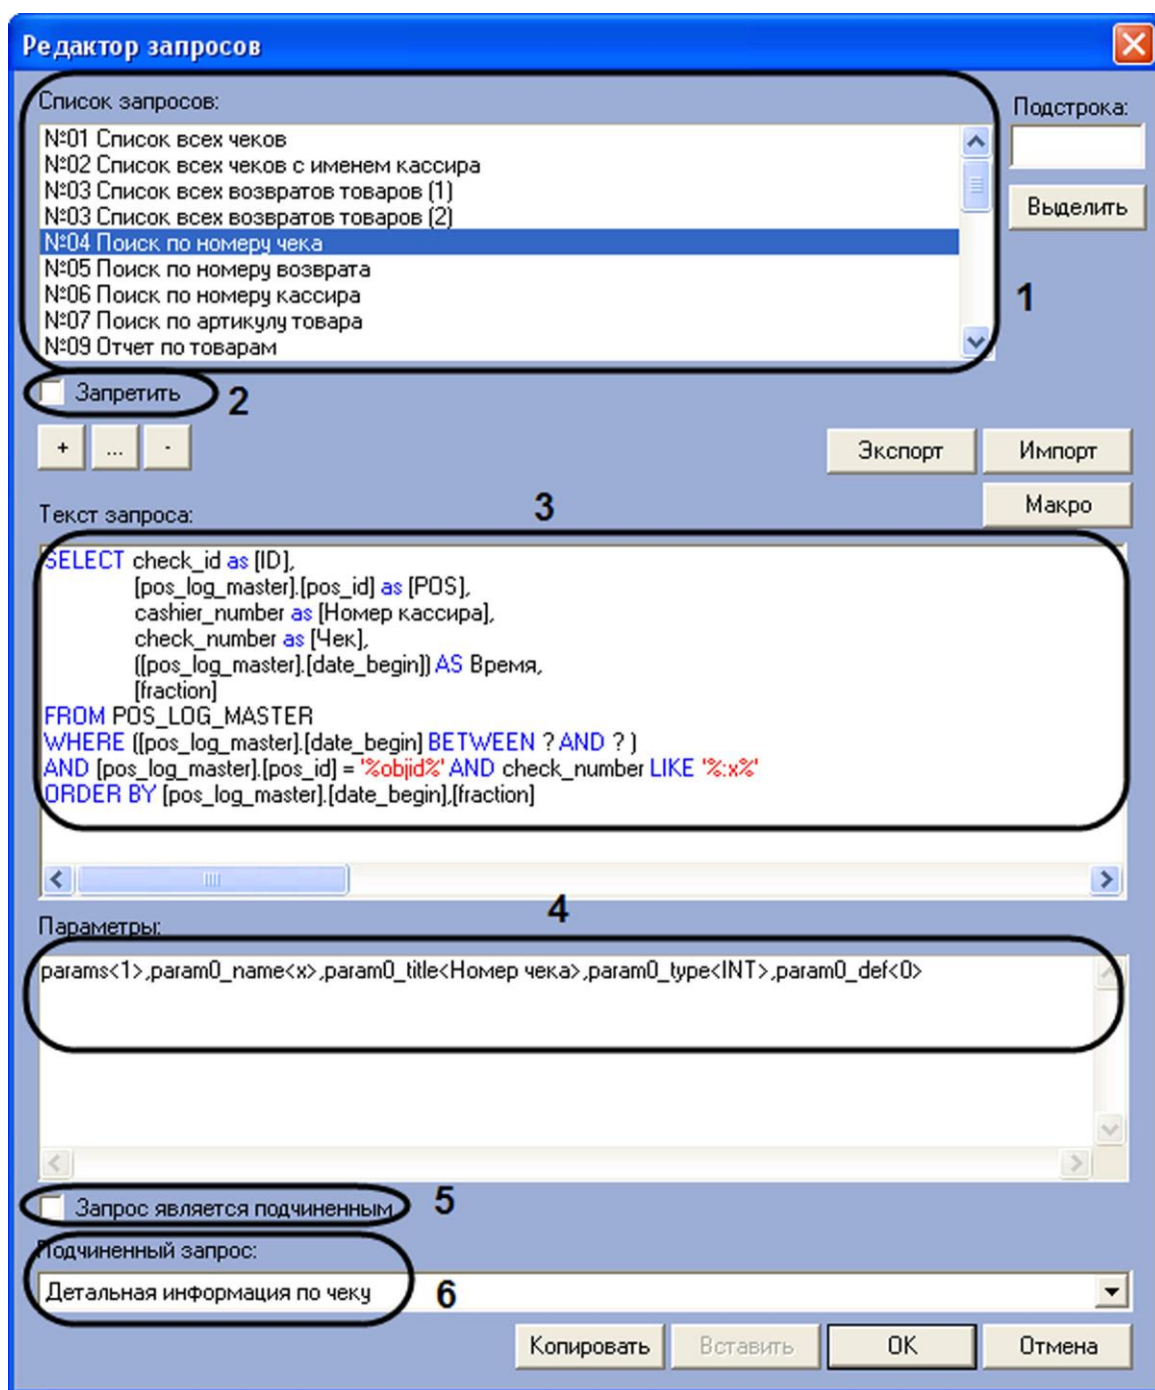 Редактор запросов
Список запросов:
Подстрока:
№01 Список всех чеков
№02 Список всех чеков с именем кассира
№03 Список всех возвратов товаров (1)
№03 Список всех возвратов товаров (2)
Выделить
№04 Поиск по номеру чека
№05 Поиск по номеру возврата
№06 Поиск по номеру кассира
1
№07 Поиск по артикулу товара
№09 Отчет по товарам
Запретить
2
+ ... -
Экспорт
Импорт
Макро
Текст запроса:
3
SELECT check_id as [ID],
[pos_log_master].[pos_id] as [POS],
cashier_number as [Номер кассира],
check_number as [Чек],
([pos_log_master].[date_begin]) AS Время,
[fraction]
FROM POS_LOG_MASTER
WHERE ([pos_log_master].[date_begin] BETWEEN ? AND ? )
AND [pos_log_master].[pos_id] = '%objid%' AND check_number LIKE '%:x%'
ORDER BY [pos_log_master].[date_begin],[fraction]
4
Параметры:
params<1>,param0_name<x>,param0_title<Номер чека>,param0_type<INT>,param0_def<0>
Запрос является подчиненным
5
Подчиненный запрос:
Детальная информация по чеку
6
Копировать
Вставить
OK
Отмена